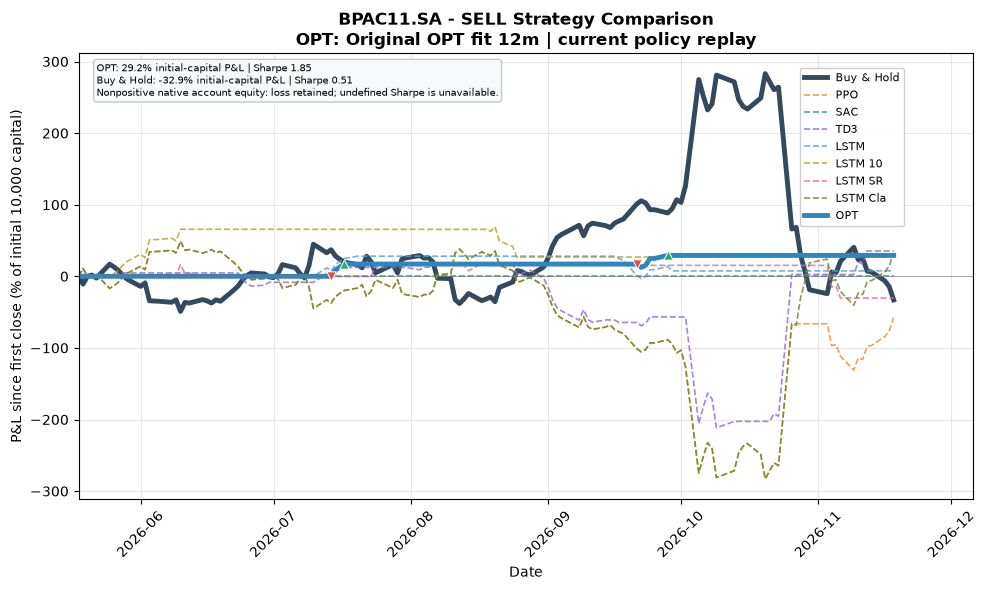 BPAC11.SA - SELL Strategy Comparison
OPT: Original OPT fit 12m | current policy replay
OPT: 29.2% initial-capital P&L | Sharpe 1.85
Buy & Hold: -32.9% initial-capital P&L | Sharpe 0.51
Nonpositive native account equity: loss retained; undefined Sharpe is unavailable.
Buy & Hold
PPO
SAC
TD3
LSTM
LSTM 10
LSTM SR
LSTM Cla
OPT
P&L since first close (% of initial 10,000 capital)
300
200
100
0
−100
−200
−300
2026-06
2026-07
2026-08
2026-09
2026-10
2026-11
2026-12
Date